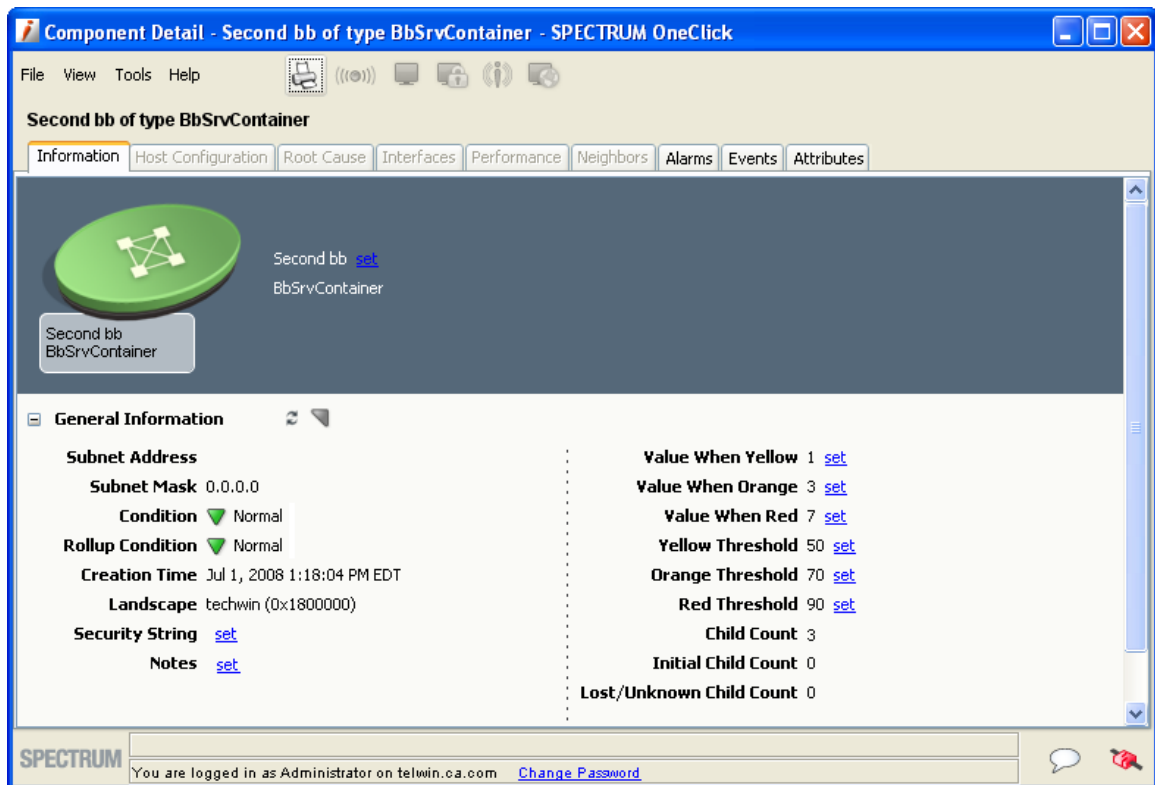 Component Detail - Second bb of type BbSrvContainer - SPECTRUM OneClick
File View Tools Help
Second bb of type BbSrvContainer
Information Host Configuration Root Cause Interfaces Performance Neighbors Alarms Events Attributes
Second bb set
BbSrvContainer
Second bb
BbSrvContainer
General Information
Subnet Address
Subnet Mask 0.0.0.0
Condition Normal
Rollup Condition Normal
Creation Time Jul 1, 2008 1:18:04 PM EDT
Landscape techwin (0x1800000)
Security String set
Notes set
Value When Yellow 1 set
Value When Orange 3 set
Value When Red 7 set
Yellow Threshold 50 set
Orange Threshold 70 set
Red Threshold 90 set
Child Count 3
Initial Child Count 0
Lost/Unknown Child Count 0
SPECTRUM
You are logged in as Administrator on telwin.ca.com Change Password